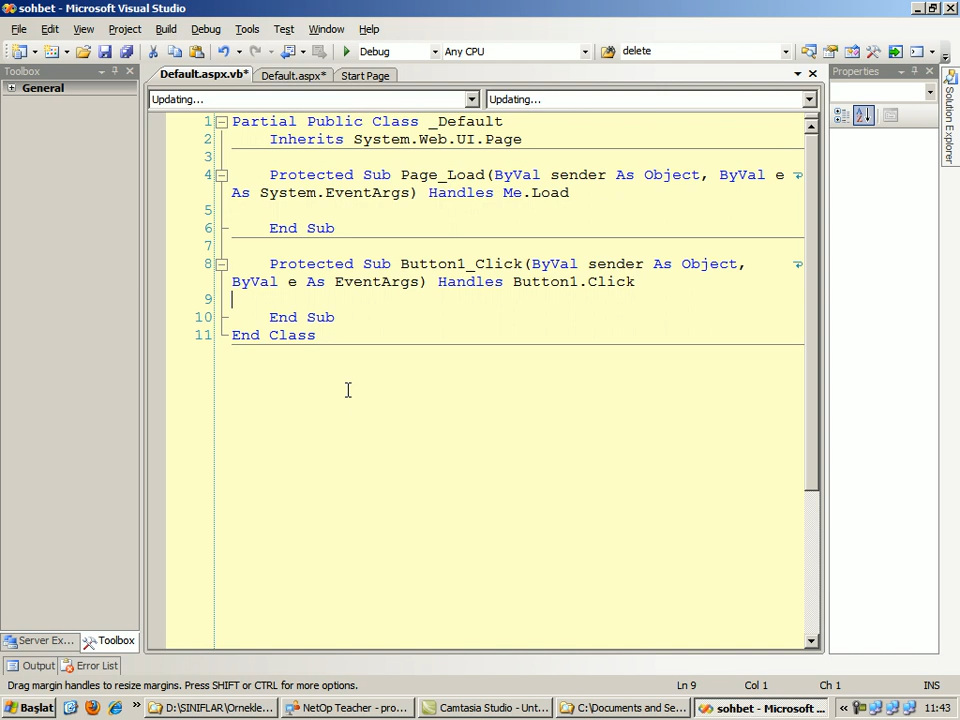 sohbet - Microsoft Visual Studio
File Edit View Project Build Debug Tools Test Window Help
Debug Any CPU delete
Toolbox
General
Default.aspx.vb* Default.aspx* Start Page
Properties
Updating... Updating...
Solution Explorer
1 Partial Public Class _Default
2 Inherits System.Web.UI.Page
3
4 Protected Sub Page_Load(ByVal sender As Object, ByVal e
As System.EventArgs) Handles Me.Load
5
6 End Sub
7
8 Protected Sub Button1_Click(ByVal sender As Object,
ByVal e As EventArgs) Handles Button1.Click
9
10 End Sub
11 End Class
Server Ex... Toolbox
Output Error List
Drag margin handles to resize margins. Press SHIFT or CTRL for more options. Ln 9 Col 1 Ch 1 INS
Başlat D:\SINIFLAR\Ornekle... NetOp Teacher - pro... Camtasia Studio - Unt... C:\Documents and Se... sohbet - Microsoft ... 11:43